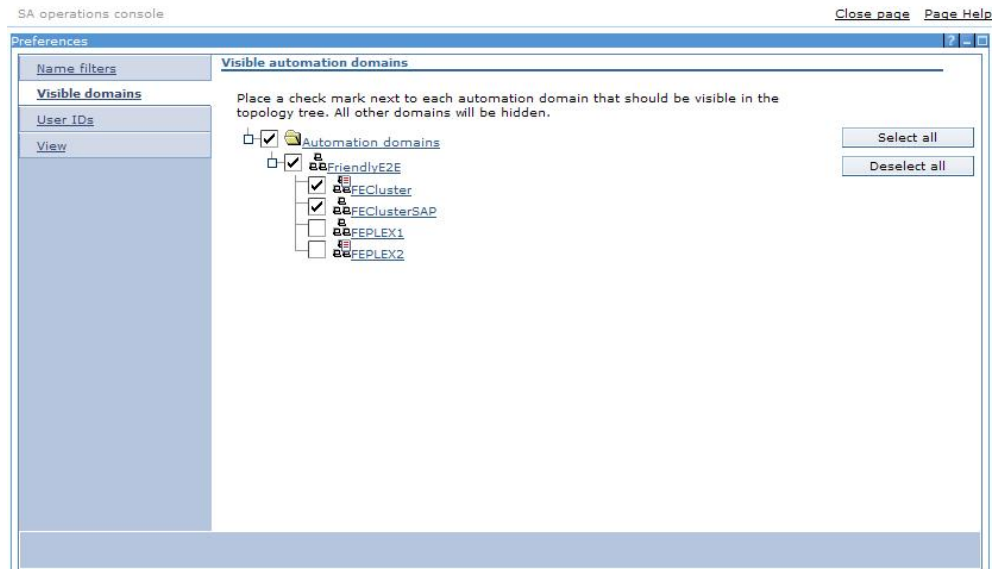 SA operations console
Close page Page Help
Preferences
Name filters
Visible domains
User IDs
View
Visible automation domains
Place a check mark next to each automation domain that should be visible in the
topology tree. All other domains will be hidden.
Automation domains
FriendlyE2E
FECluster
FEClusterSAP
FEPLEX1
FEPLEX2
Select all
Deselect all